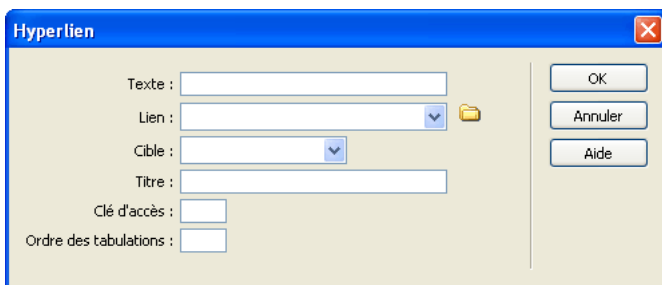 Hyperlien
Texte :
Lien :
Cible :
Titre :
Clé d'accès :
Ordre des tabulations :
OK
Annuler
Aide